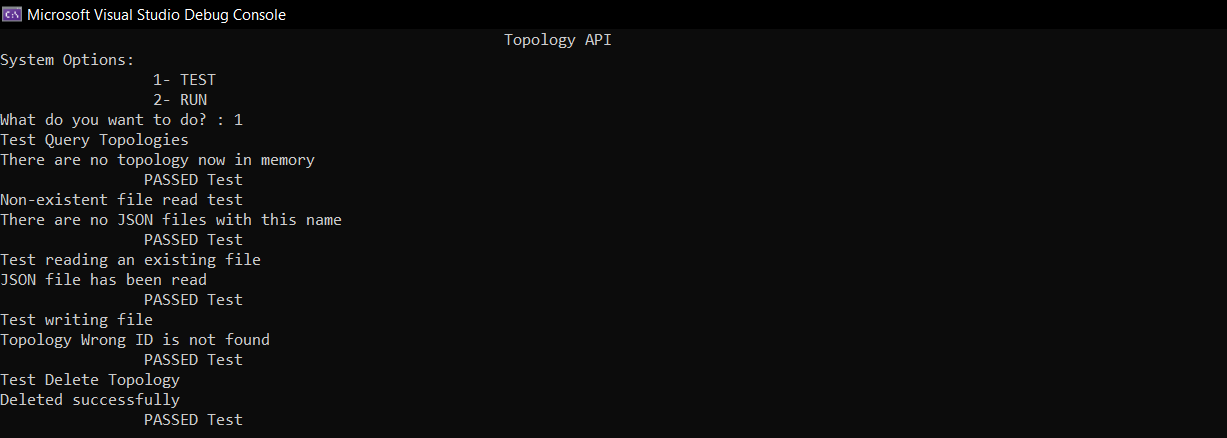 Microsoft Visual Studio Debug Console
Topology API
System Options:
1- TEST
2- RUN
What do you want to do? : 1
Test Query Topologies
There are no topology now in memory
PASSED Test
Non-existent file read test
There are no JSON files with this name
PASSED Test
Test reading an existing file
JSON file has been read
PASSED Test
Test writing file
Topology Wrong ID is not found
PASSED Test
Test Delete Topology
Deleted successfully
PASSED Test